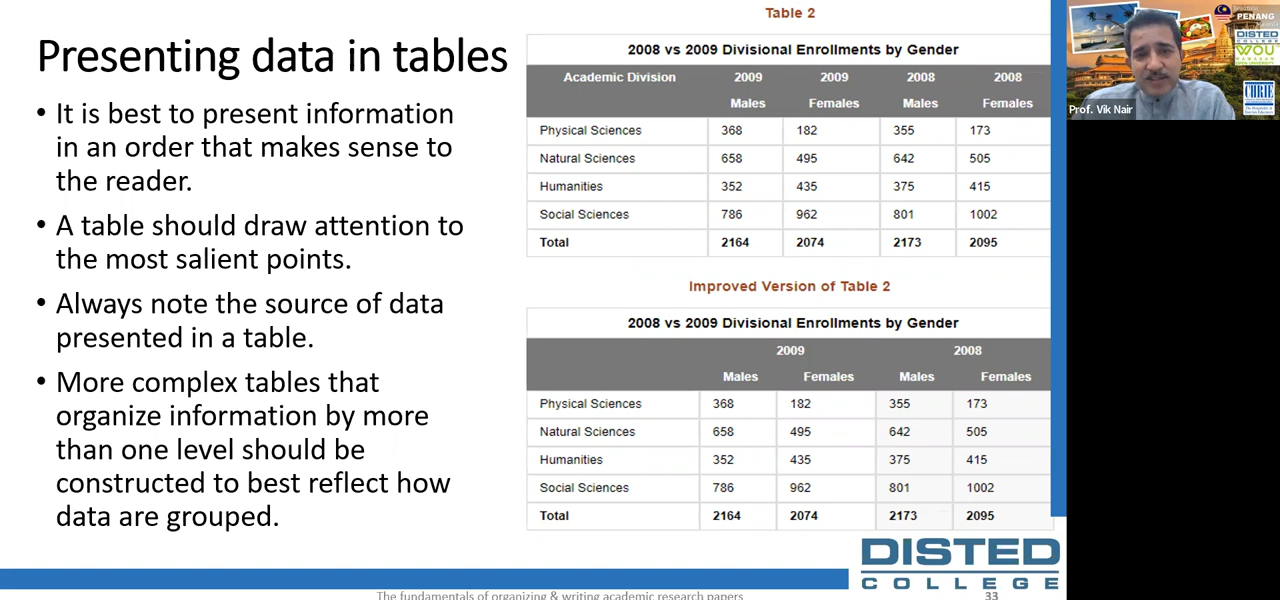 Presenting data in tables
• It is best to present information
in an order that makes sense to
the reader.
• A table should draw attention to
the most salient points.
• Always note the source of data
presented in a table.
• More complex tables that
organize information by more
than one level should be
constructed to best reflect how
data are grouped.
Table 2
2008 vs 2009 Divisional Enrollments by Gender
Academic Division 2009 2009 2008 2008
Males Females Males Females
Physical Sciences 368 182 355 173
Natural Sciences 658 495 642 505
Humanities 352 435 375 415
Social Sciences 786 962 801 1002
Total 2164 2074 2173 2095
Improved Version of Table 2
2008 vs 2009 Divisional Enrollments by Gender
2009 2008
Males Females Males Females
Physical Sciences 368 182 355 173
Natural Sciences 658 495 642 505
Humanities 352 435 375 415
Social Sciences 786 962 801 1002
Total 2164 2074 2173 2095
DISTED
COLLEGE
The fundamentals of organizing & writing academic research papers 33
PENANG
DISTED
COLLEGE
WOU
Prof. Vik Nair
CHRIE